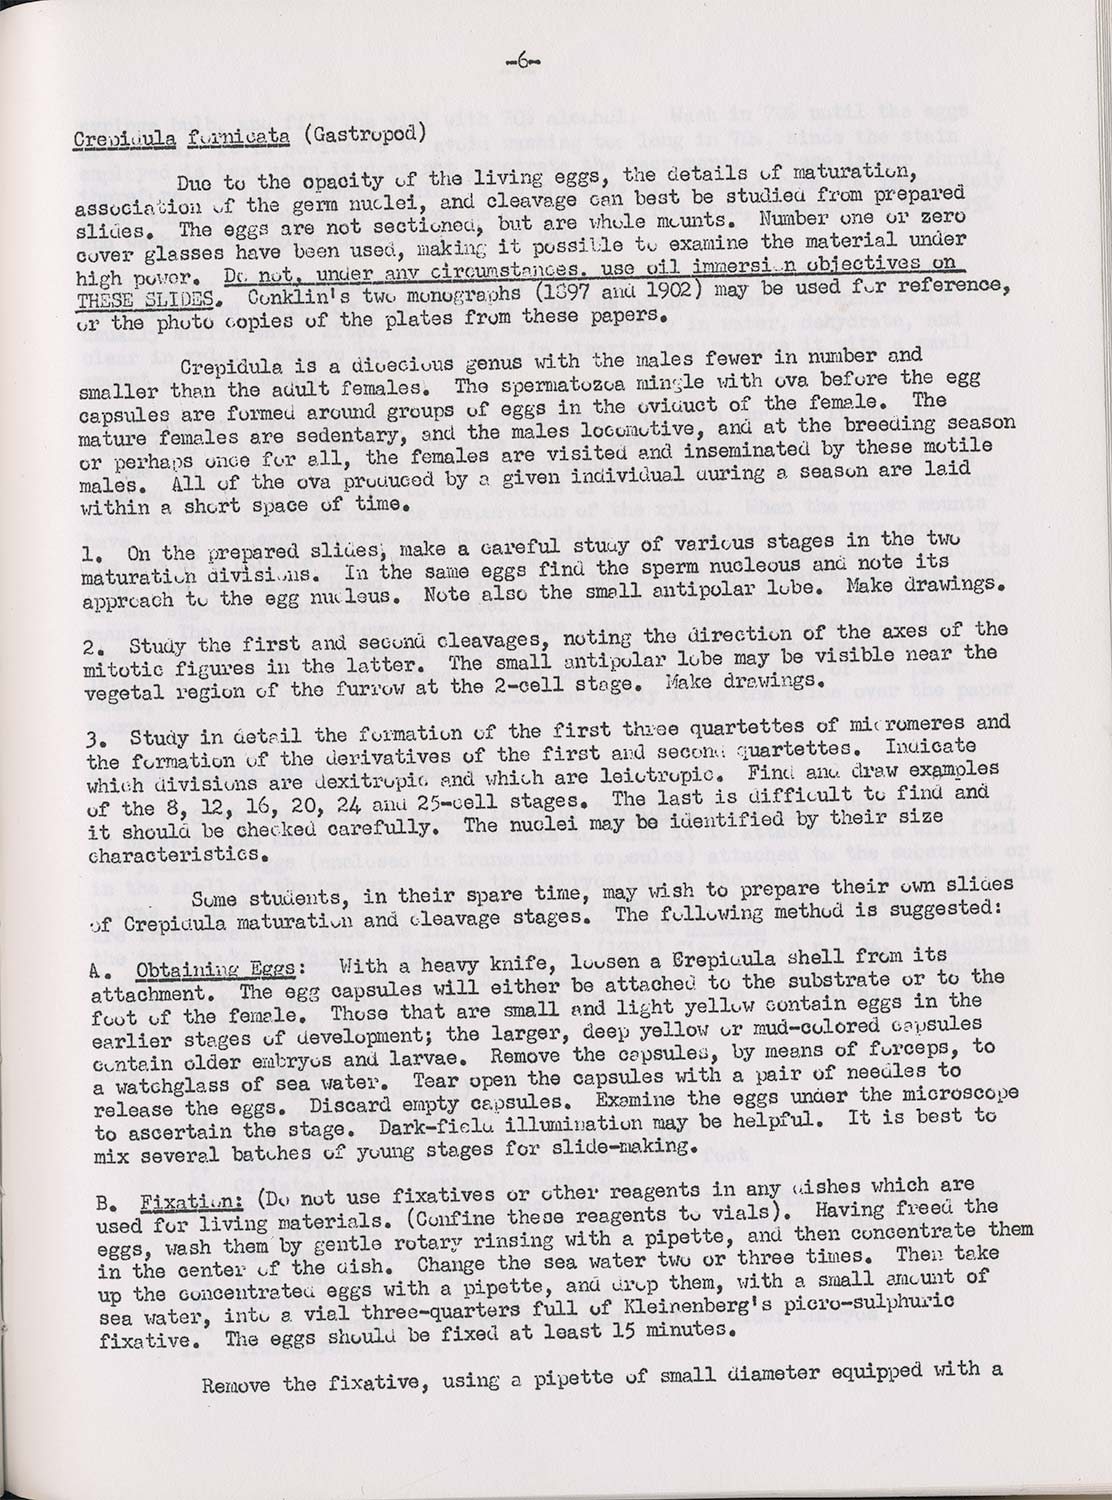 -6-
Crepidula fornicata (Gastropod)
Due to the opacity of the living eggs, the details of maturation,
association of the germ nuclei, and cleavage can best be studied from prepared
slides. The eggs are not sectioned, but are whole mounts. Number one or zero
cover glasses have been used, making it possible to examine the material under
high power. Do not, under any circumstances, use oil immersion objectives on
THESE SLIDES. Conklin's two monographs (1897 and 1902) may be used for reference,
or the photo copies of the plates from these papers.
Crepidula is a dioecious genus with the males fewer in number and
smaller than the adult females. The spermatozoa mingle with ova before the egg
capsules are formed around groups of eggs in the oviduct of the female. The
mature females are sedentary, and the males locomotive, and at the breeding season
or perhaps once for all, the females are visited and inseminated by these motile
males. All of the ova produced by a given individual during a season are laid
within a short space of time.
1. On the prepared slides, make a careful study of various stages in the two
maturation divisions. In the same eggs find the sperm nucleous and note its
approach to the egg nucleus. Note also the small antipolar lobe. Make drawings.
2. Study the first and second cleavages, noting the direction of the axes of the
mitotic figures in the latter. The small antipolar lobe may be visible near the
vegetal region of the furrow at the 2-cell stage. Make drawings.
3. Study in detail the formation of the first three quartettes of micromeres and
the formation of the derivatives of the first and second quartettes. Indicate
which divisions are dexitropic and which are leiotropic. Find and draw examples
of the 8, 12, 16, 20, 24 and 25-cell stages. The last is difficult to find and
it should be checked carefully. The nuclei may be identified by their size
characteristics.
Some students, in their spare time, may wish to prepare their own slides
of Crepidula maturation and cleavage stages. The following method is suggested:
A. Obtaining Eggs: With a heavy knife, loosen a Crepidula shell from its
attachment. The egg capsules will either be attached to the substrate or to the
foot of the female. Those that are small and light yellow contain eggs in the
earlier stages of development; the larger, deep yellow or mud-colored capsules
contain older embryos and larvae. Remove the capsules, by means of forceps, to
a watchglass of sea water. Tear open the capsules with a pair of needles to
release the eggs. Discard empty capsules. Examine the eggs under the microscope
to ascertain the stage. Dark-field illumination may be helpful. It is best to
mix several batches of young stages for slide-making.
B. Fixation: (Do not use fixatives or other reagents in any dishes which are
used for living materials. (Confine these reagents to vials). Having freed the
eggs, wash them by gentle rotary rinsing with a pipette, and then concentrate them
in the center of the dish. Change the sea water two or three times. Then take
up the concentrated eggs with a pipette, and drop them, with a small amount of
sea water, into a vial three-quarters full of Kleinenberg's picro-sulphuric
fixative. The eggs should be fixed at least 15 minutes.
Remove the fixative, using a pipette of small diameter equipped with a